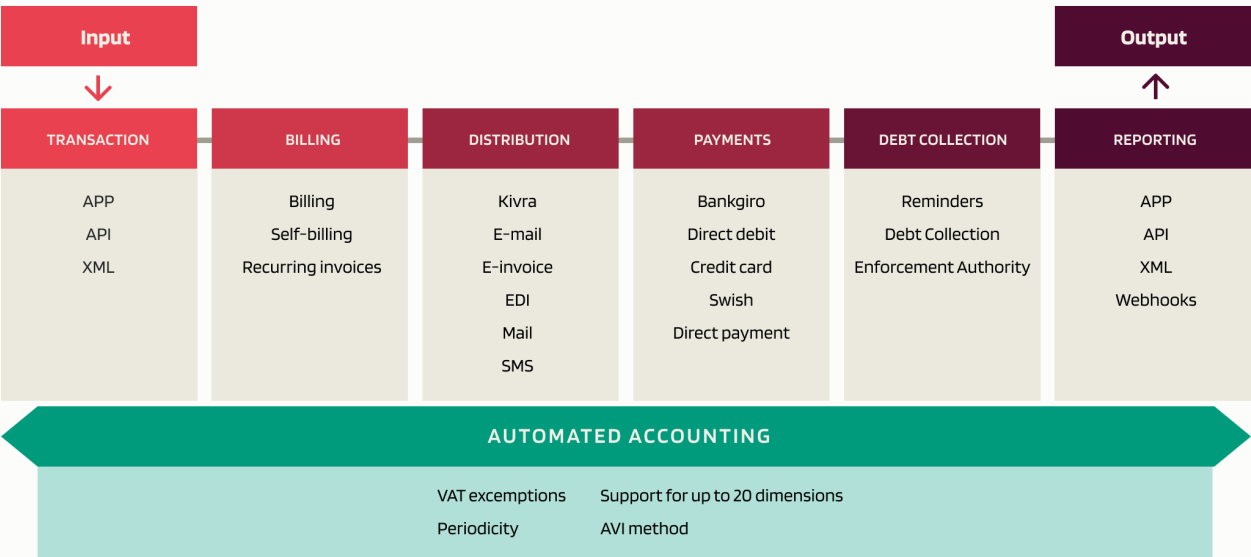 Input
Output
TRANSACTION
BILLING
DISTRIBUTION
PAYMENTS
DEBT COLLECTION
REPORTING
APP
API
XML
Billing
Self-billing
Recurring invoices
Kivra
E-mail
E-invoice
EDI
Mail
SMS
Bankgiro
Direct debit
Credit card
Swish
Direct payment
Reminders
Debt Collection
Enforcement Authority
APP
API
XML
Webhooks
AUTOMATED ACCOUNTING
VAT excemptions
Periodicity
Support for up to 20 dimensions
AVI method